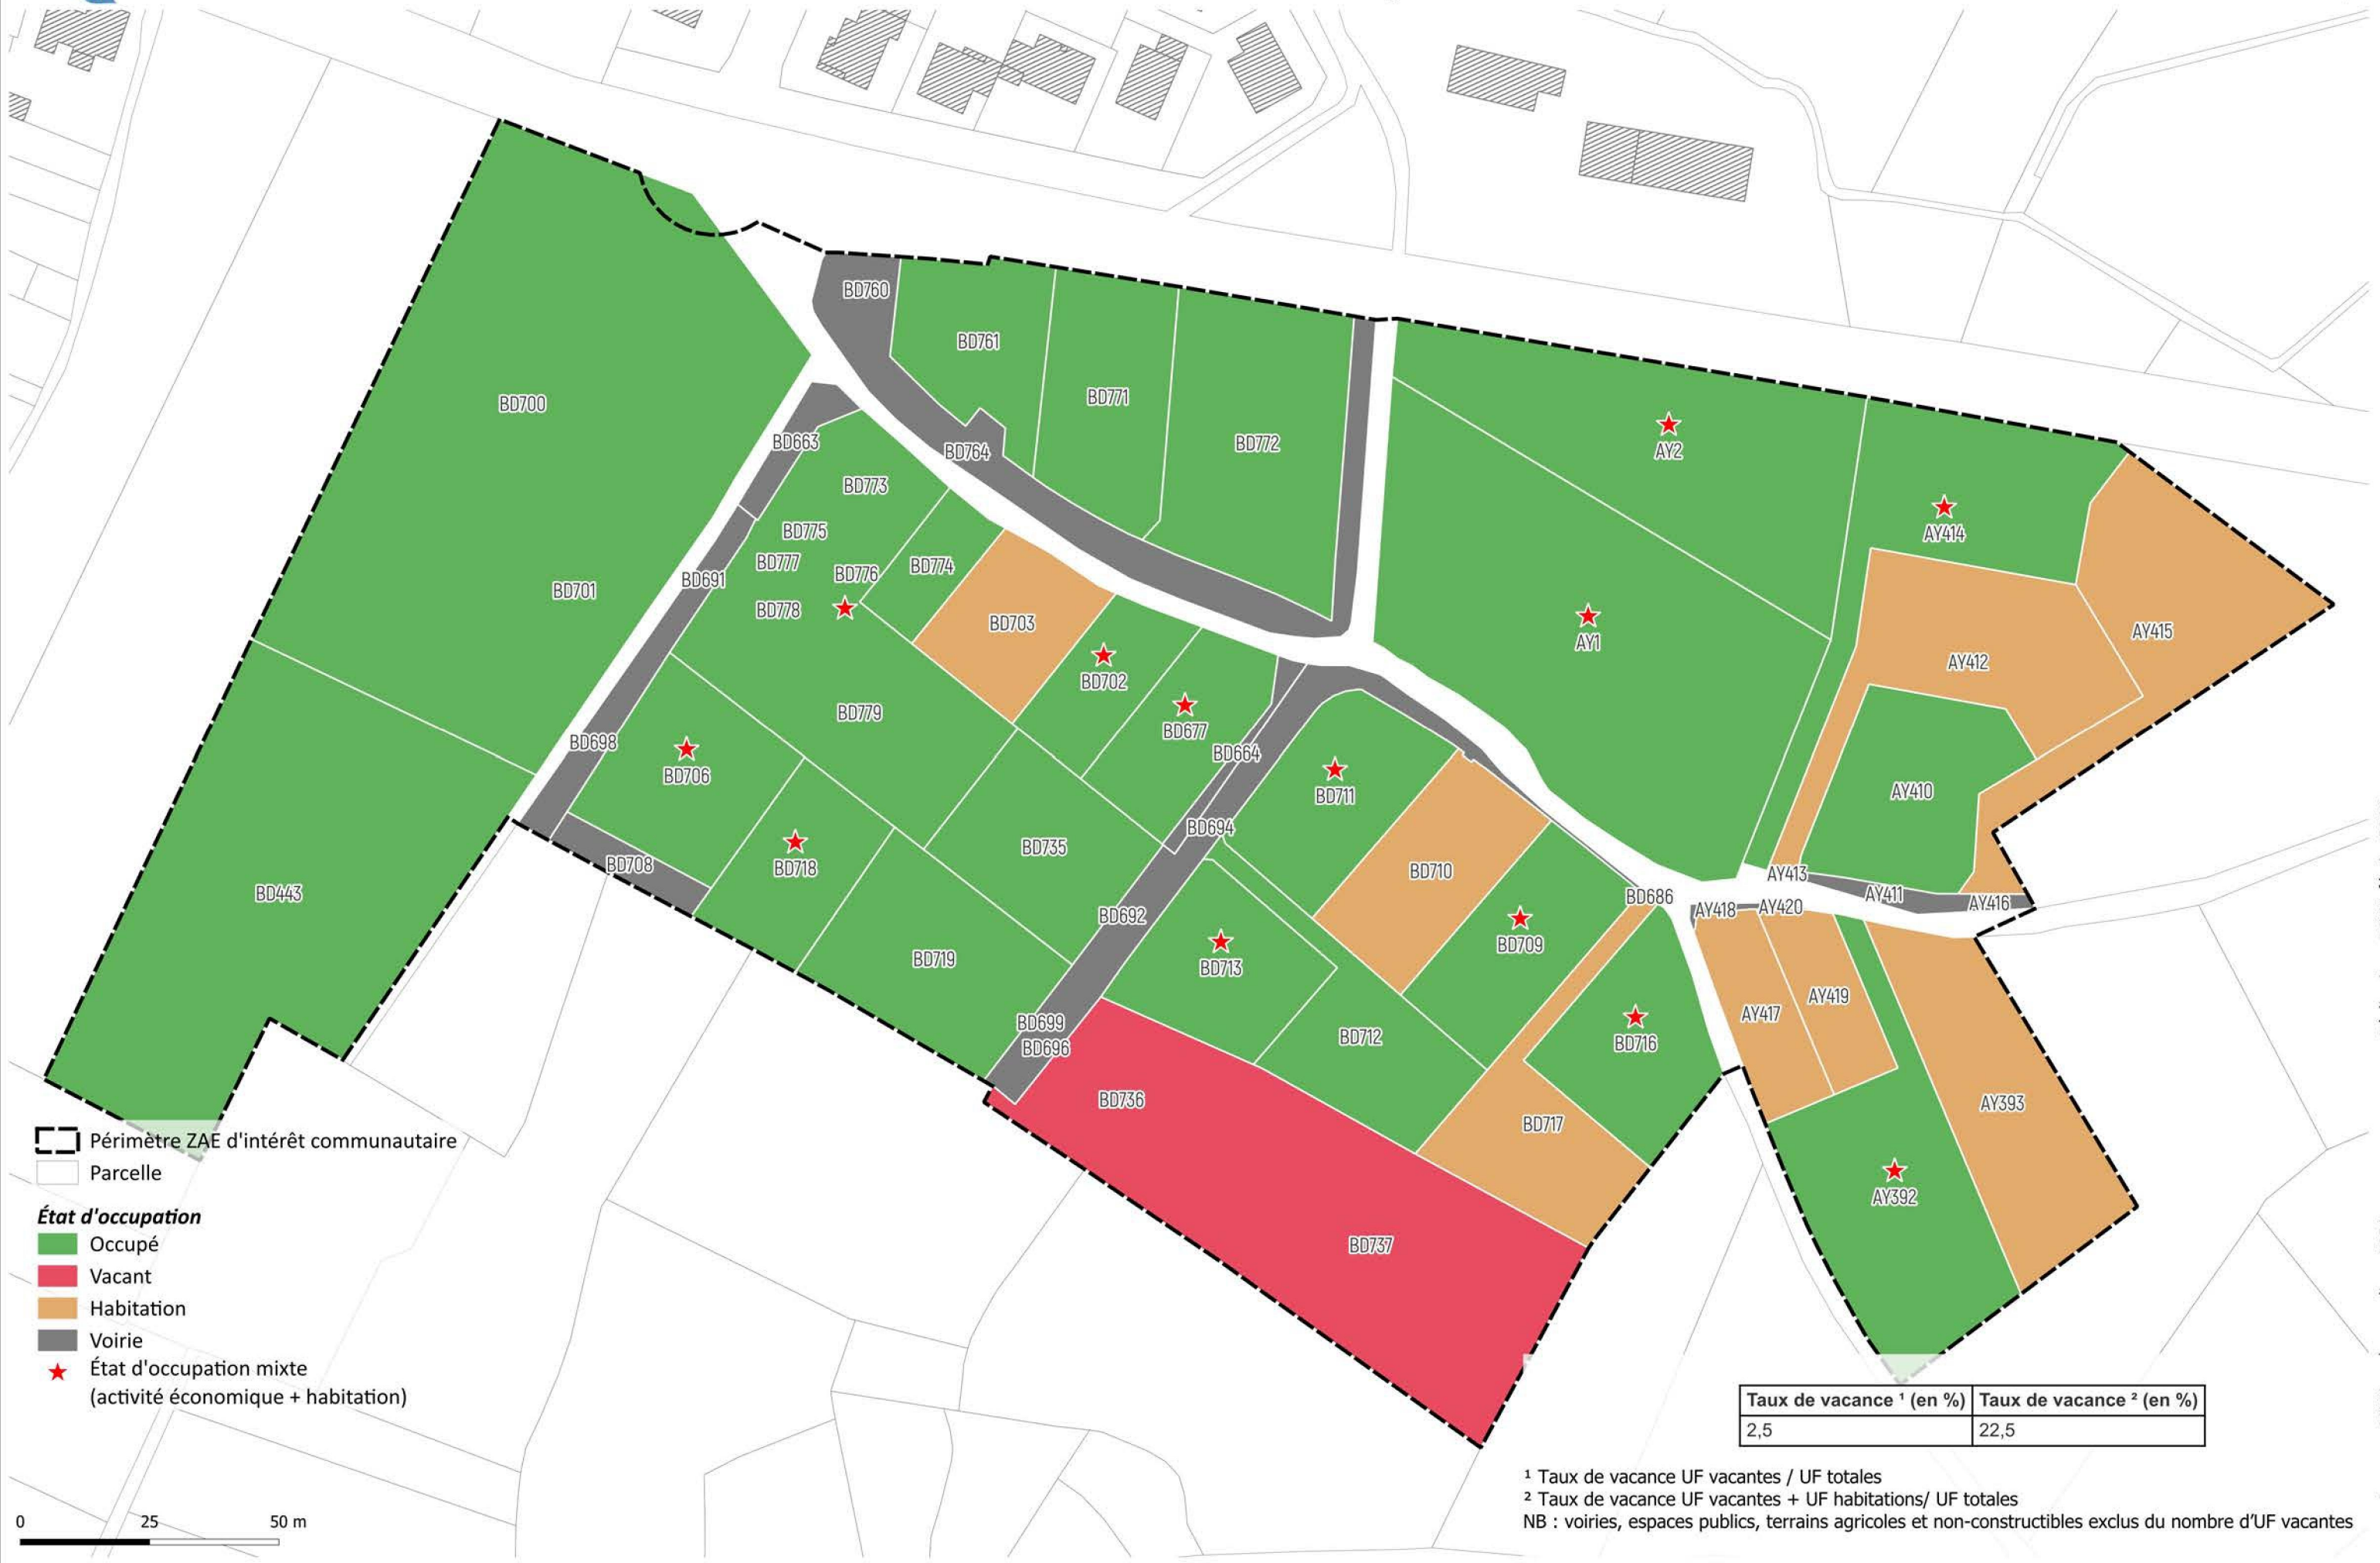 BD760
BD761
BD700
BD771
BD772
AY2
BD663
BD764
BD773
AY414
BD775
BD777
BD776
BD774
BD691
BD701
BD778
BD703
AY1
AY415
AY412
BD702
BD779
BD677
BD698
BD664
BD706
BD711
AY410
BD694
BD735
BD708
BD718
BD710
AY413
BD443
BD686
AY411
AY416
AY418
AY420
BD692
BD709
BD719
BD713
AY419
AY417
BD699
BD712
BD716
BD696
BD736
AY393
BD717
AY392
BD737
Périmètre ZAE d'intérêt communautaire
Parcelle
État d'occupation
Occupé
Vacant
Habitation
Voirie
État d'occupation mixte
(activité économique + habitation)
0 25 50 m
Taux de vacance ¹ (en %) Taux de vacance ² (en %)
2,5 22,5
¹ Taux de vacance UF vacantes / UF totales
² Taux de vacance UF vacantes + UF habitations/ UF totales
NB : voiries, espaces publics, terrains agricoles et non-constructibles exclus du nombre d'UF vacantes